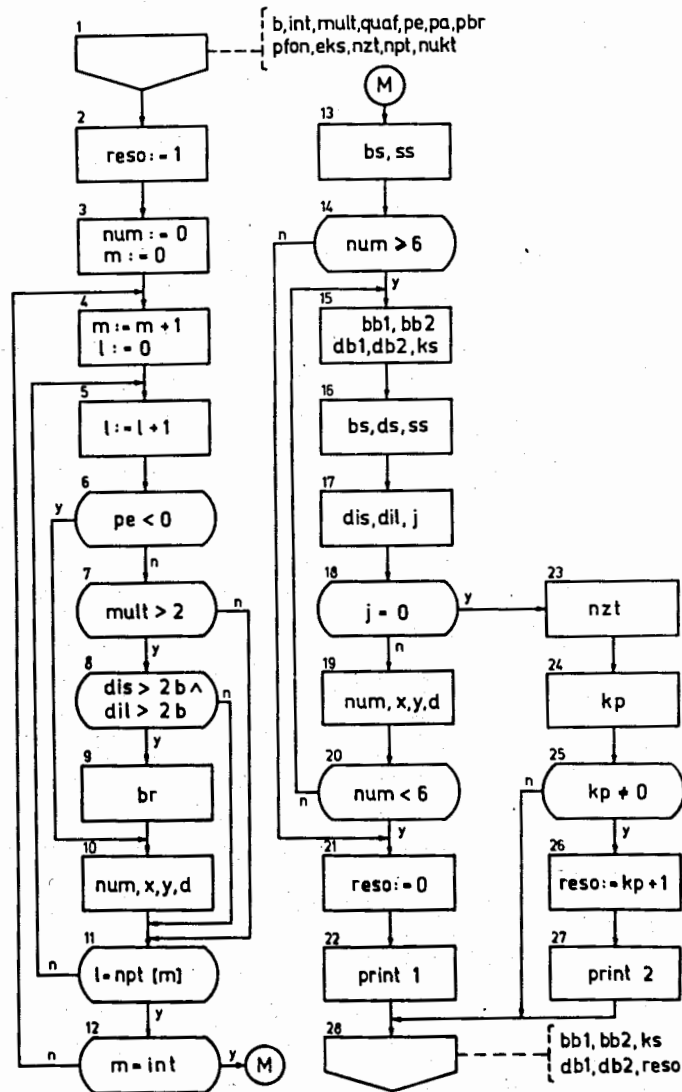 b, int, mult, quaf, pe, pa, pbr
pfon, eks, nzt, npt, nukt
1
2
reso := 1
3
num := 0
m := 0
4
m := m + 1
l := 0
5
l := l + 1
6
y
pe < 0
n
7
mult > 2
n
y
8
dis > 2b ∧
dil > 2b
n
y
9
br
10
num, x, y, d
11
n
l = npt [m]
y
12
n
m = int
y
M
M
13
bs, ss
14
n
num ⩾ 6
y
15
bb1, bb2
db1, db2, ks
16
bs, ds, ss
17
dis, dil, j
18
j = 0
y
n
19
num, x, y, d
20
n
num < 6
y
21
reso := 0
22
print 1
23
nzt
24
kp
25
n
kp ≠ 0
y
26
reso := kp + 1
27
print 2
28
bb1, bb2, ks
db1, db2, reso